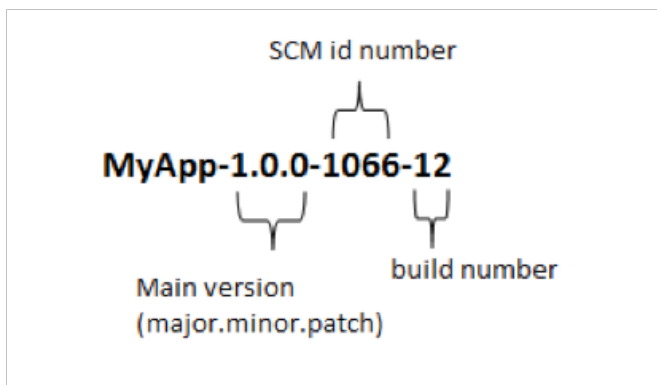 SCM id number
MyApp-1.0.0-1066-12
build number
Main version
(major.minor.patch)